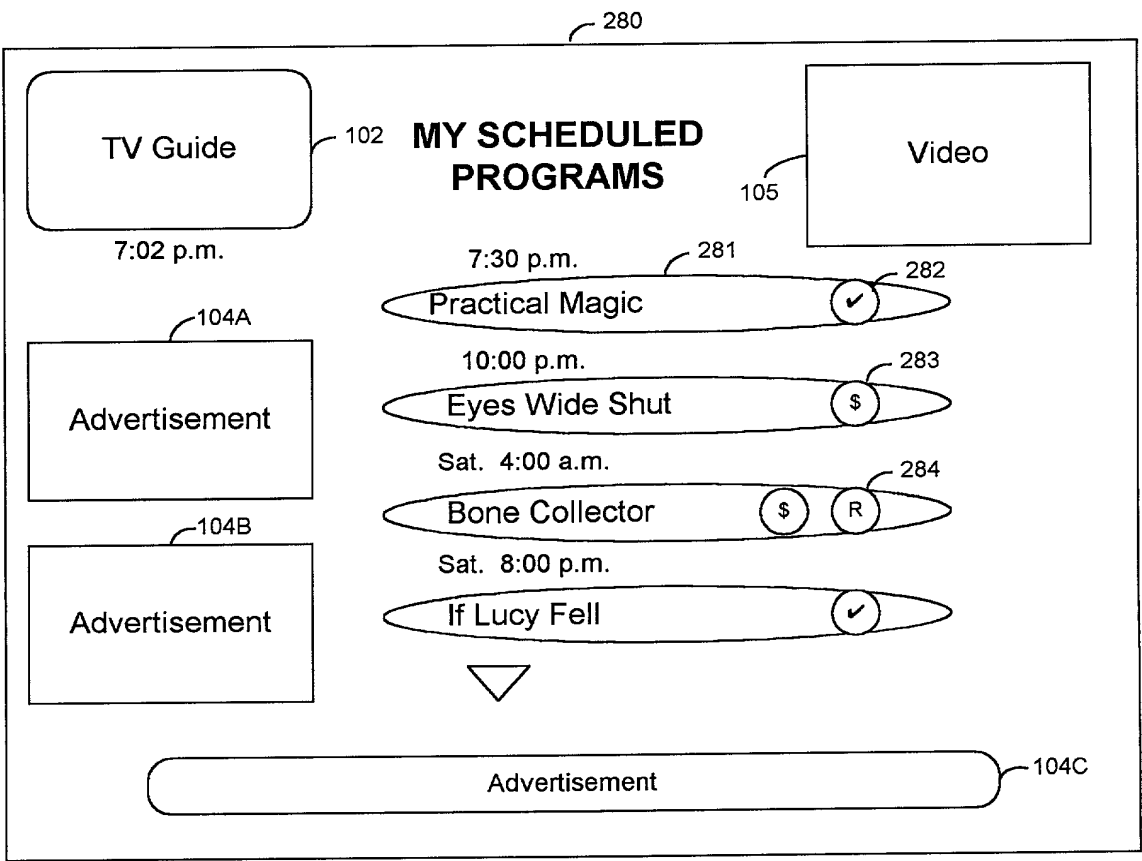 280
TV Guide
102
MY SCHEDULED
PROGRAMS
Video
105
7:02 p.m.
7:30 p.m.
281
Practical Magic
✔
282
104A
Advertisement
10:00 p.m.
Eyes Wide Shut
$
283
Sat. 4:00 a.m.
Bone Collector
$
R
284
104B
Advertisement
Sat. 8:00 p.m.
If Lucy Fell
✔
Advertisement
104C